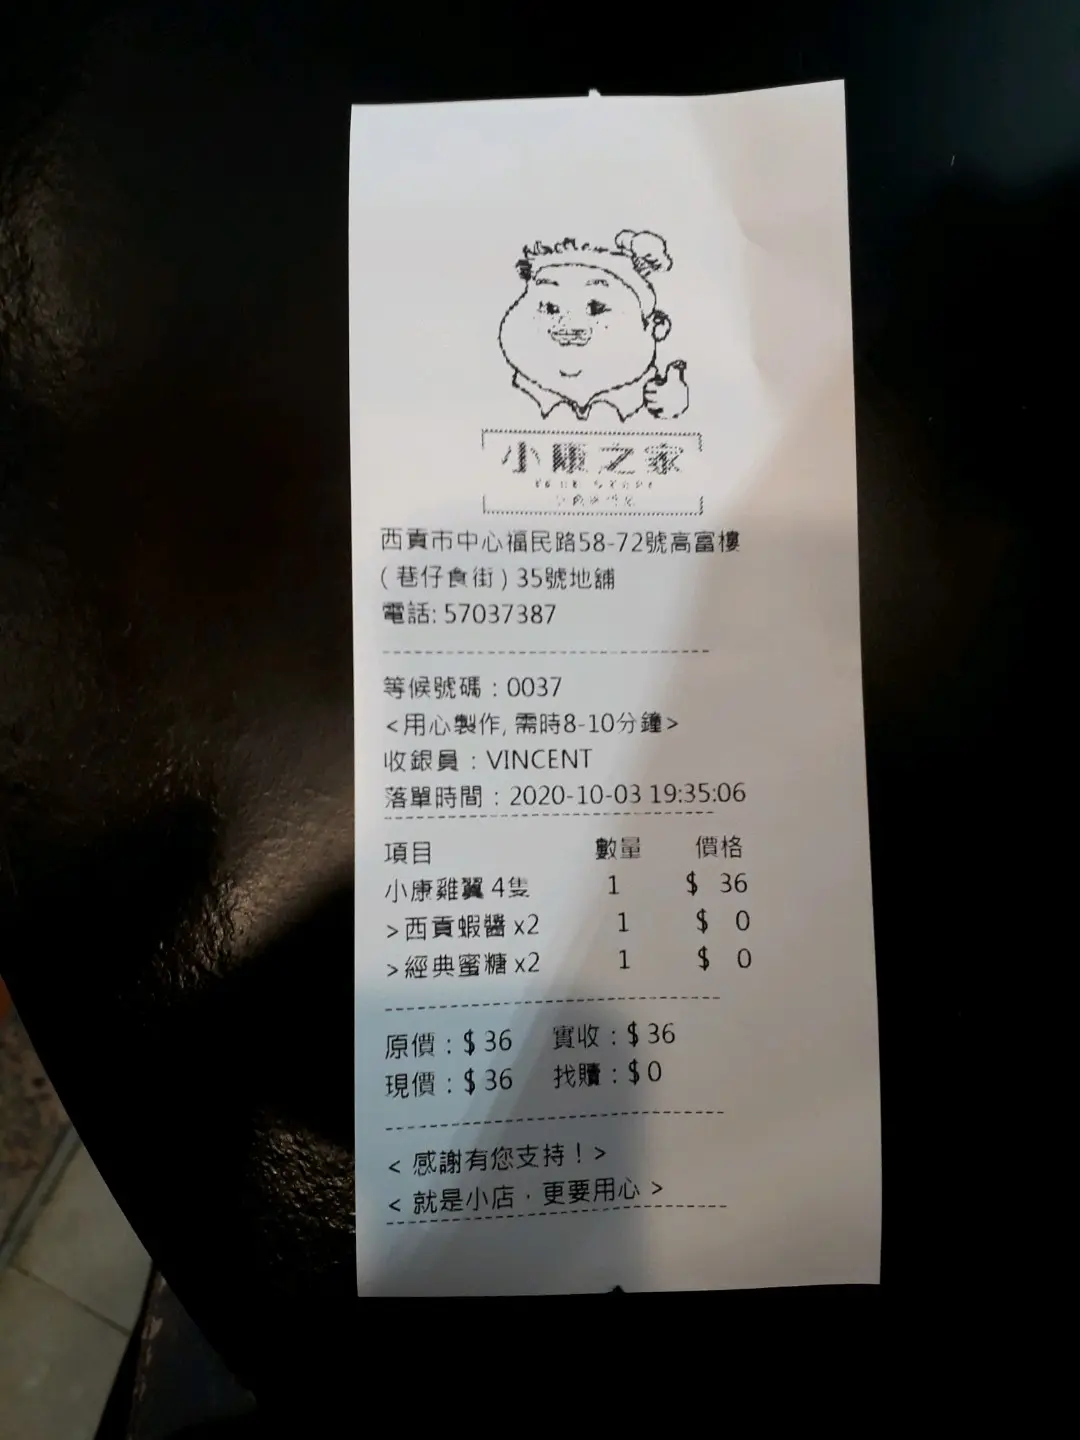 小康之家
西貢市中心福民路58-72號高富樓
( 巷仔食街 ) 35號地舖
電話: 57037387
等候號碼：0037
<用心製作, 需時8-10分鐘>
收銀員：VINCENT
落單時間：2020-10-03 19:35:06
項目 數量 價格
小康雞翼 4隻 1 $ 36
>西貢蝦醬 x2 1 $ 0
>經典蜜糖 x2 1 $ 0
原價：$ 36 實收：$ 36
現價：$ 36 找贖：$ 0
< 感謝有您支持！>
< 就是小店，更要用心 >